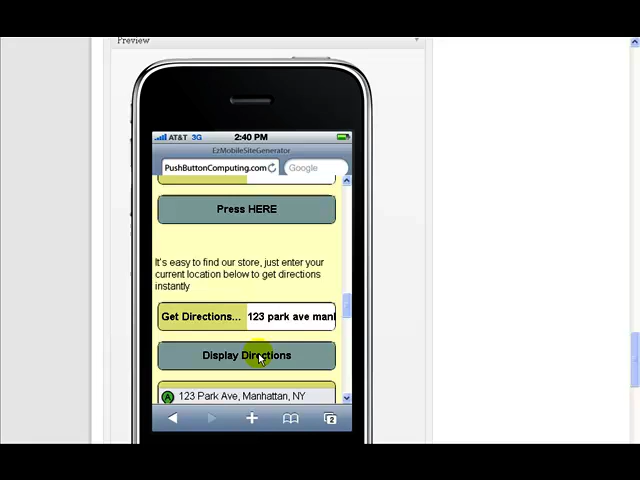 Preview
AT&T 3G 2:40 PM
EzMobileSiteGenerator
PushButtonComputing.com Google
Press HERE
It's easy to find our store, just enter your
current location below to get directions
instantly
Get Directions... 123 park ave manl
Display Directions
A 123 Park Ave, Manhattan, NY
2